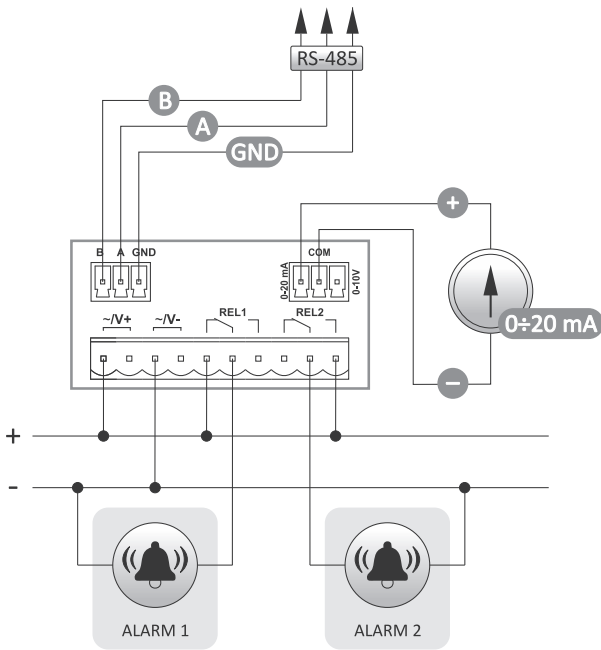 RS-485
B
A
GND
+
B A GND
COM
0-20 mA
0-10V
~/V+ ~/V- REL1 REL2
0÷20 mA
−
+
-
ALARM 1 ALARM 2